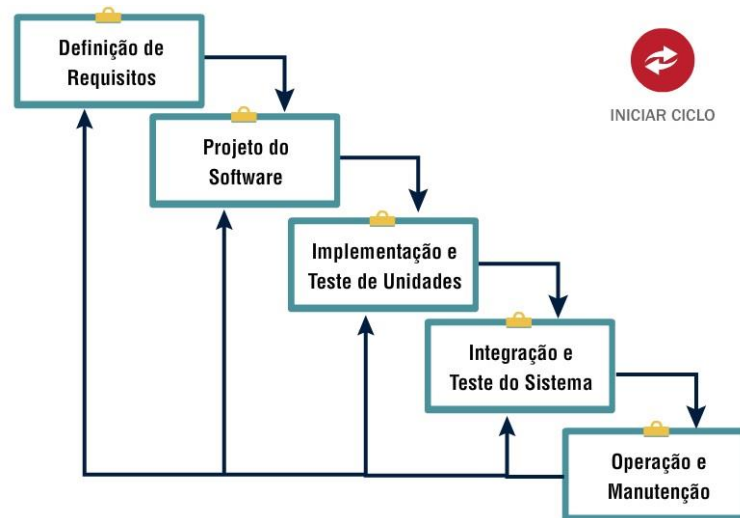 Definição de
Requisitos
INICIAR CICLO
Projeto do
Software
Implementação e
Teste de Unidades
Integração e
Teste do Sistema
Operação e
Manutenção